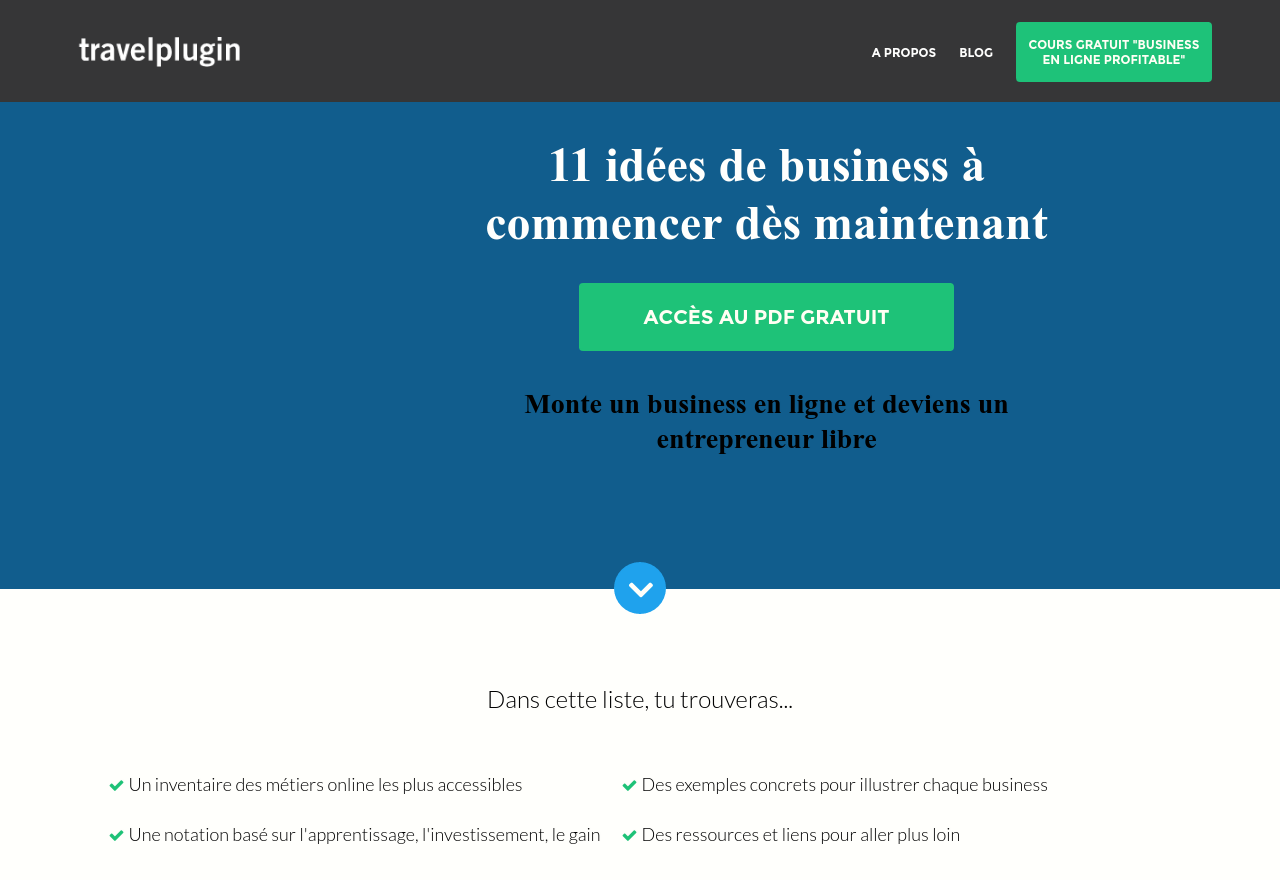 travelplugin
A PROPOS
BLOG
COURS GRATUIT "BUSINESS
EN LIGNE PROFITABLE"
11 idées de business à
commencer dès maintenant
ACCÈS AU PDF GRATUIT
Monte un business en ligne et deviens un
entrepreneur libre
Dans cette liste, tu trouveras...
Un inventaire des métiers online les plus accessibles
Des exemples concrets pour illustrer chaque business
Une notation basé sur l'apprentissage, l'investissement, le gain
Des ressources et liens pour aller plus loin